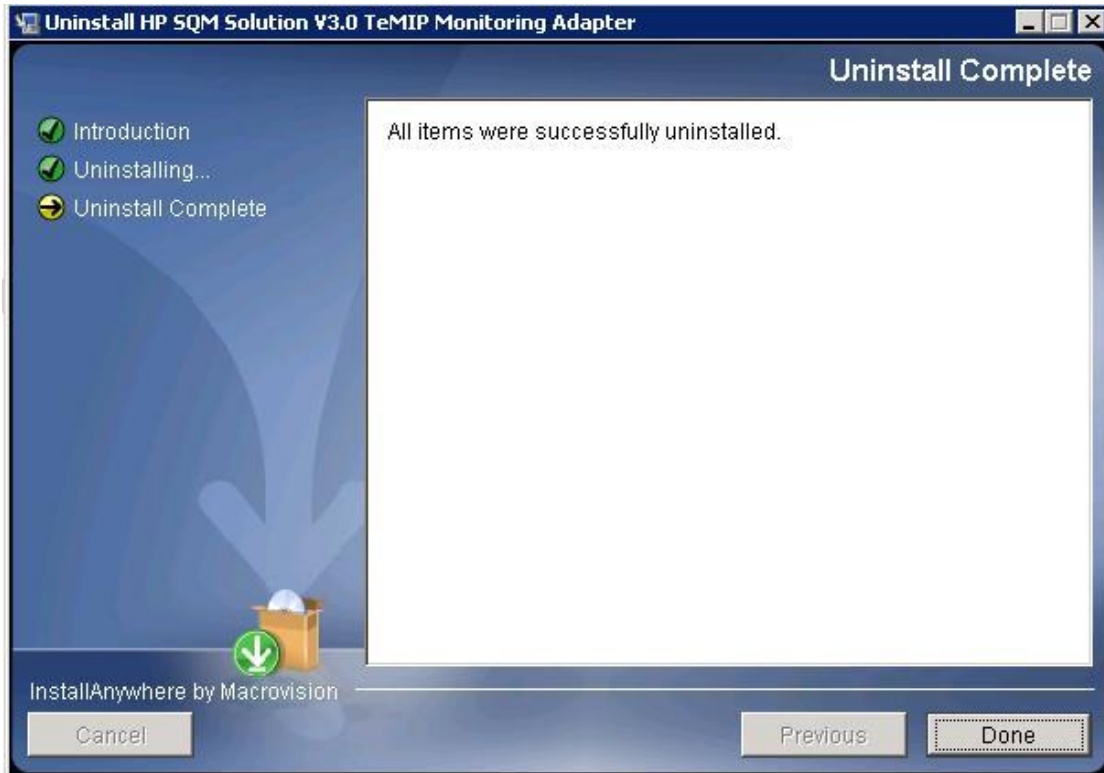 Uninstall HP SQM Solution V3.0 TeMIP Monitoring Adapter
Uninstall Complete
Introduction
Uninstalling...
Uninstall Complete
All items were successfully uninstalled.
InstallAnywhere by Macrovision
Cancel
Previous
Done